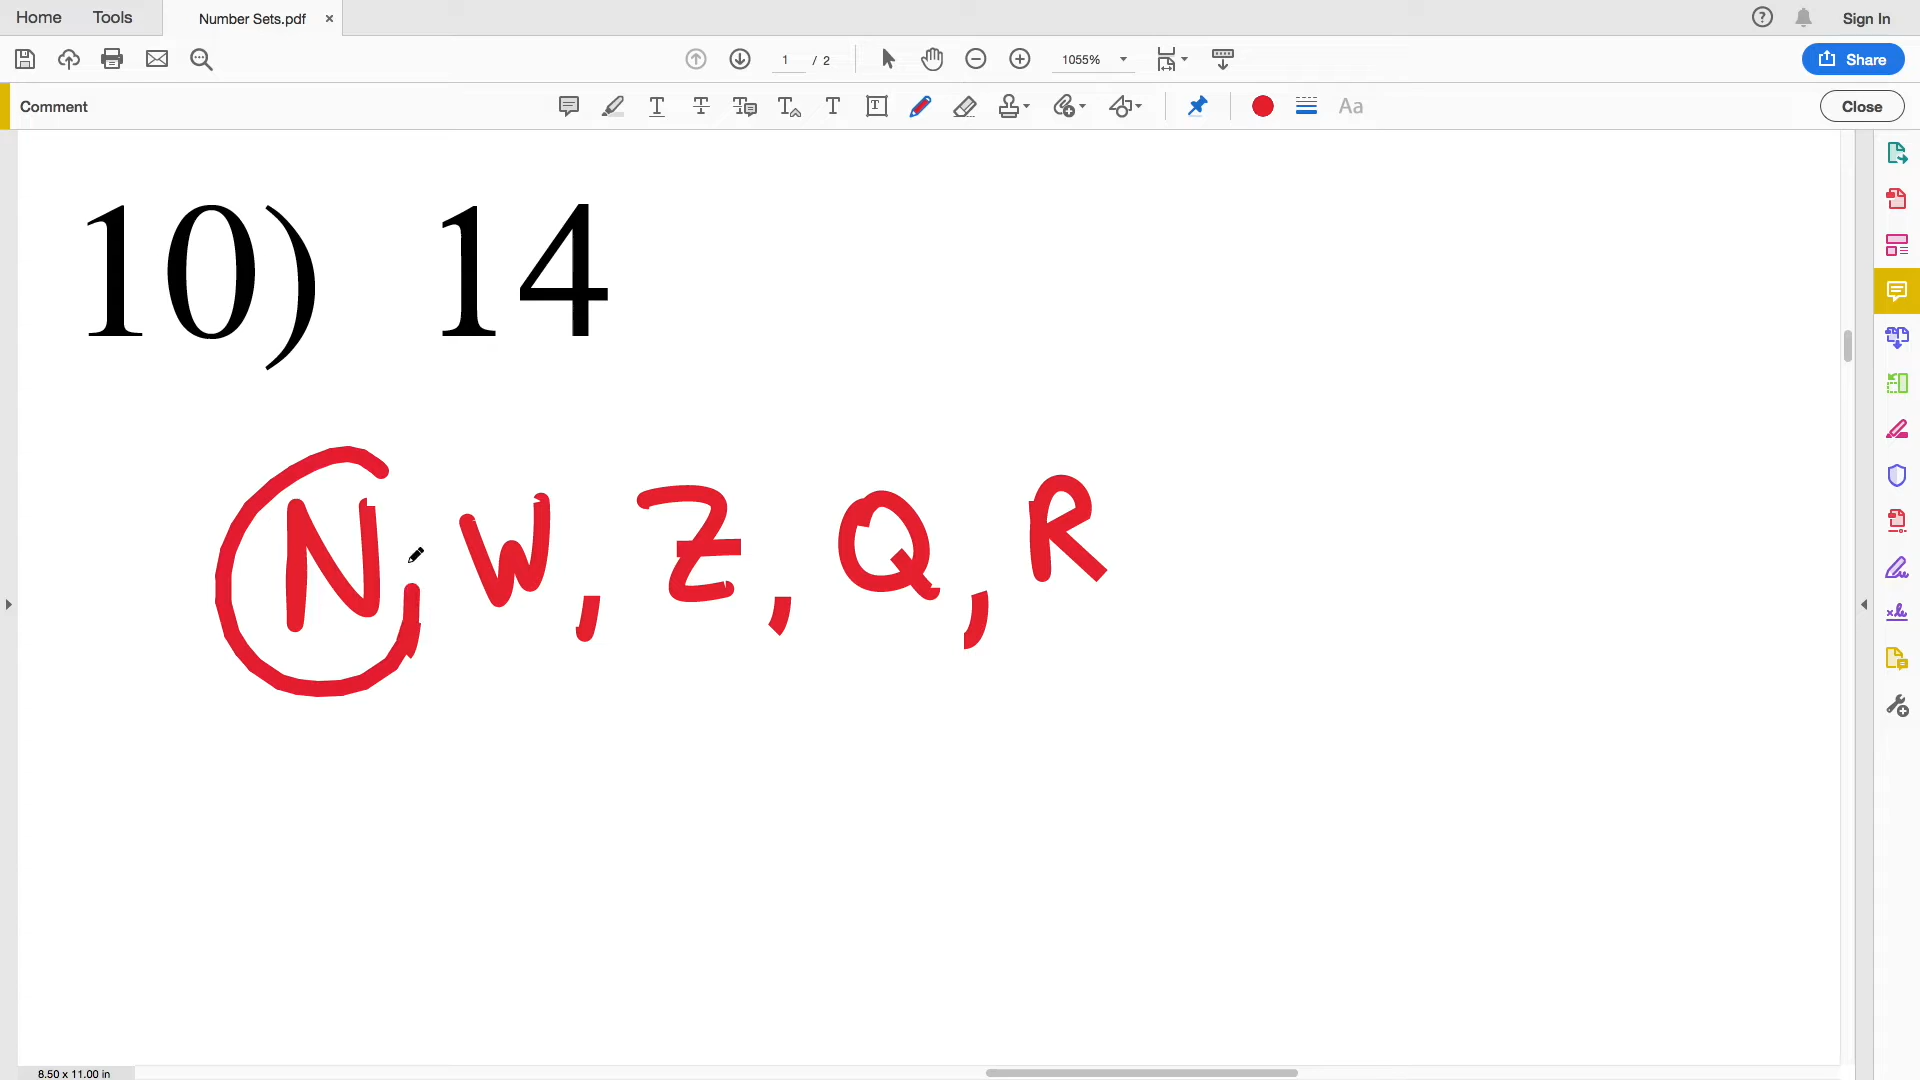 Home Tools Number Sets.pdf × Sign In
1 / 2 1055% Share
Comment Aa Close
10) 14
N, W, Z, Q, R
8.50 x 11.00 in